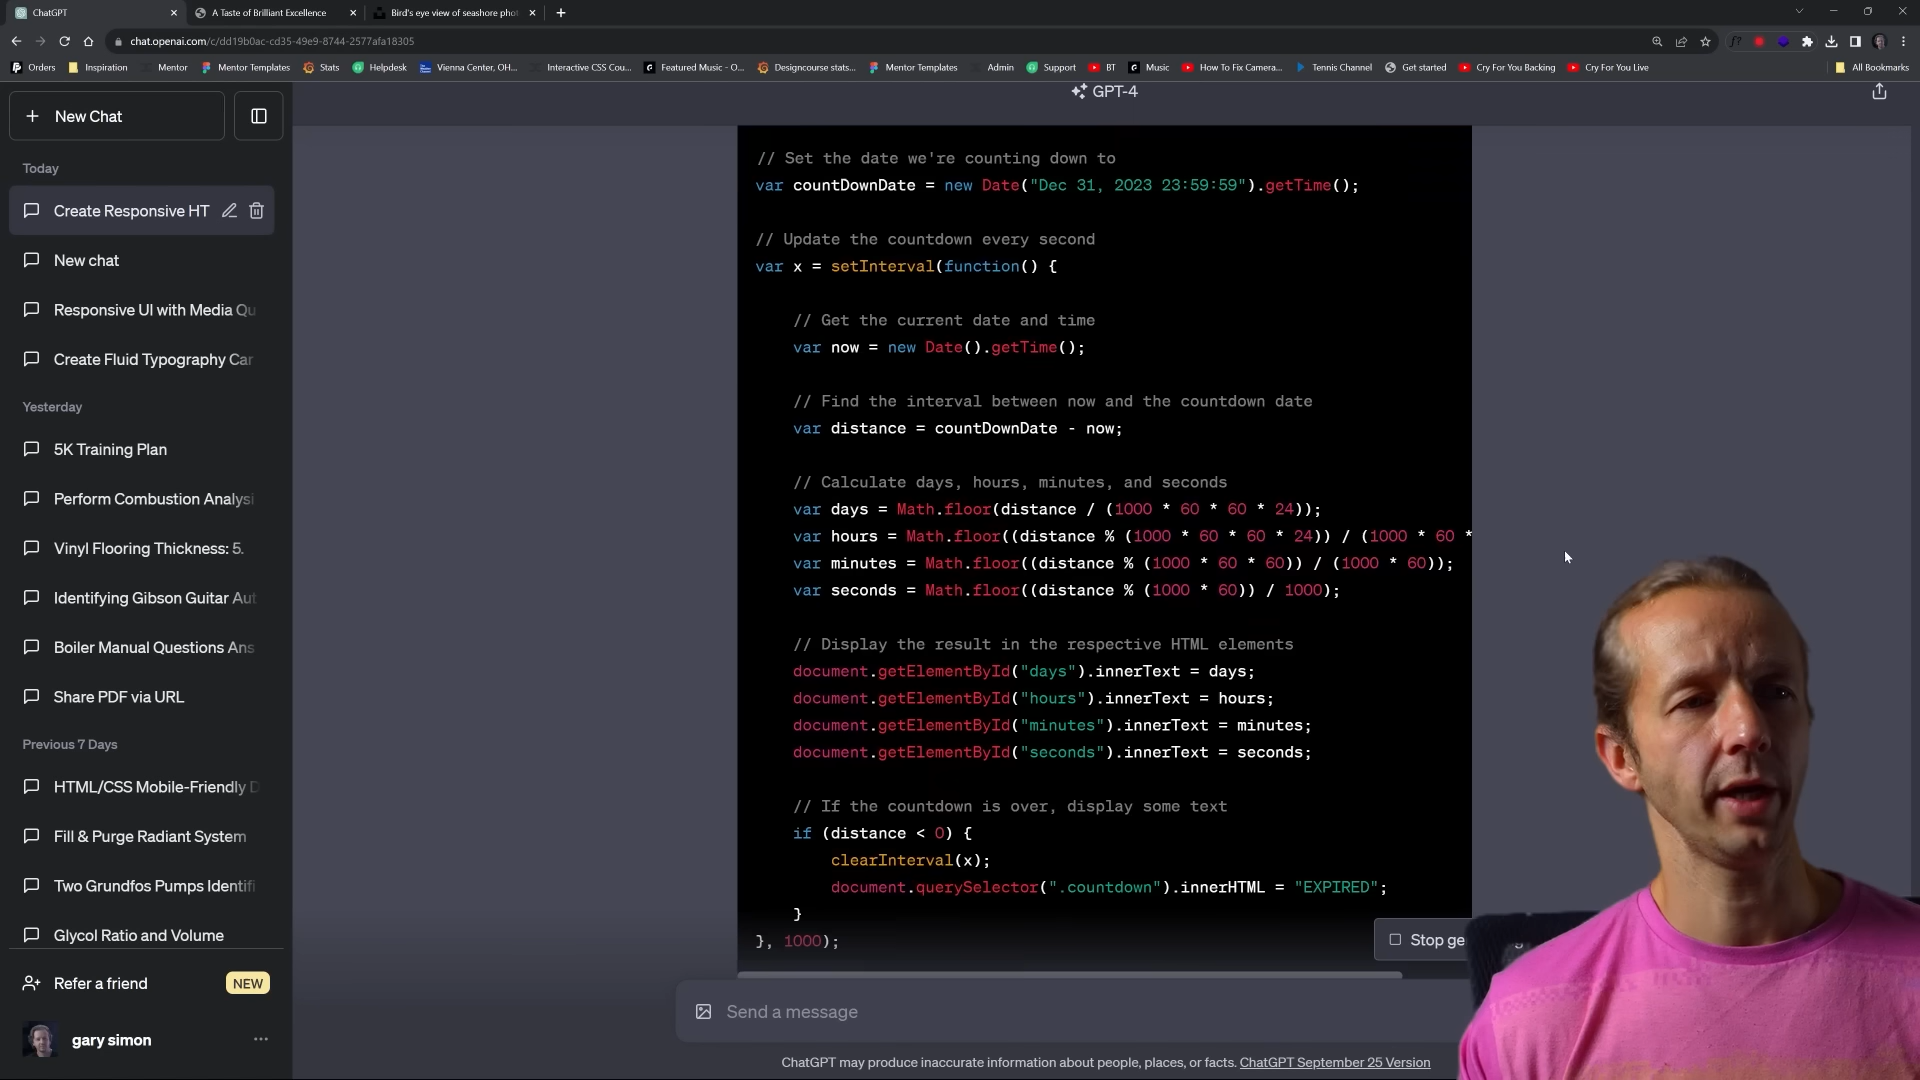 ChatGPT
A Taste of Brilliant Excellence
Bird's eye view of seashore pho
chat.openai.com/c/dd19b0ac-cd35-49e9-8744-2577afa18305
Orders
Inspiration
Mentor
Mentor Templates
Stats
Helpdesk
Vienna Center, OH...
Interactive CSS Cou...
Featured Music - O...
Designcourse stats...
Mentor Templates
Admin
Support
BT
Music
How To Fix Camera...
Tennis Channel
Get started
Cry For You Backing
Cry For You Live
All Bookmarks
New Chat
GPT-4
Today
Create Responsive HT
New chat
Responsive UI with Media Qu
Create Fluid Typography Car
Yesterday
5K Training Plan
Perform Combustion Analysi
Vinyl Flooring Thickness: 5.
Identifying Gibson Guitar Aut
Boiler Manual Questions Ans
Share PDF via URL
Previous 7 Days
HTML/CSS Mobile-Friendly D
Fill & Purge Radiant System
Two Grundfos Pumps Identifi
Glycol Ratio and Volume
Refer a friend
NEW
gary simon
// Set the date we're counting down to
var countDownDate = new Date("Dec 31, 2023 23:59:59").getTime();
// Update the countdown every second
var x = setInterval(function() {
// Get the current date and time
var now = new Date().getTime();
// Find the interval between now and the countdown date
var distance = countDownDate - now;
// Calculate days, hours, minutes, and seconds
var days = Math.floor(distance / (1000 * 60 * 60 * 24));
var hours = Math.floor((distance % (1000 * 60 * 60 * 24)) / (1000 * 60 *
var minutes = Math.floor((distance % (1000 * 60 * 60)) / (1000 * 60));
var seconds = Math.floor((distance % (1000 * 60)) / 1000);
// Display the result in the respective HTML elements
document.getElementById("days").innerText = days;
document.getElementById("hours").innerText = hours;
document.getElementById("minutes").innerText = minutes;
document.getElementById("seconds").innerText = seconds;
// If the countdown is over, display some text
if (distance < 0) {
clearInterval(x);
document.querySelector(".countdown").innerHTML = "EXPIRED";
}
}, 1000);
Stop ge
Send a message
ChatGPT may produce inaccurate information about people, places, or facts. ChatGPT September 25 Version